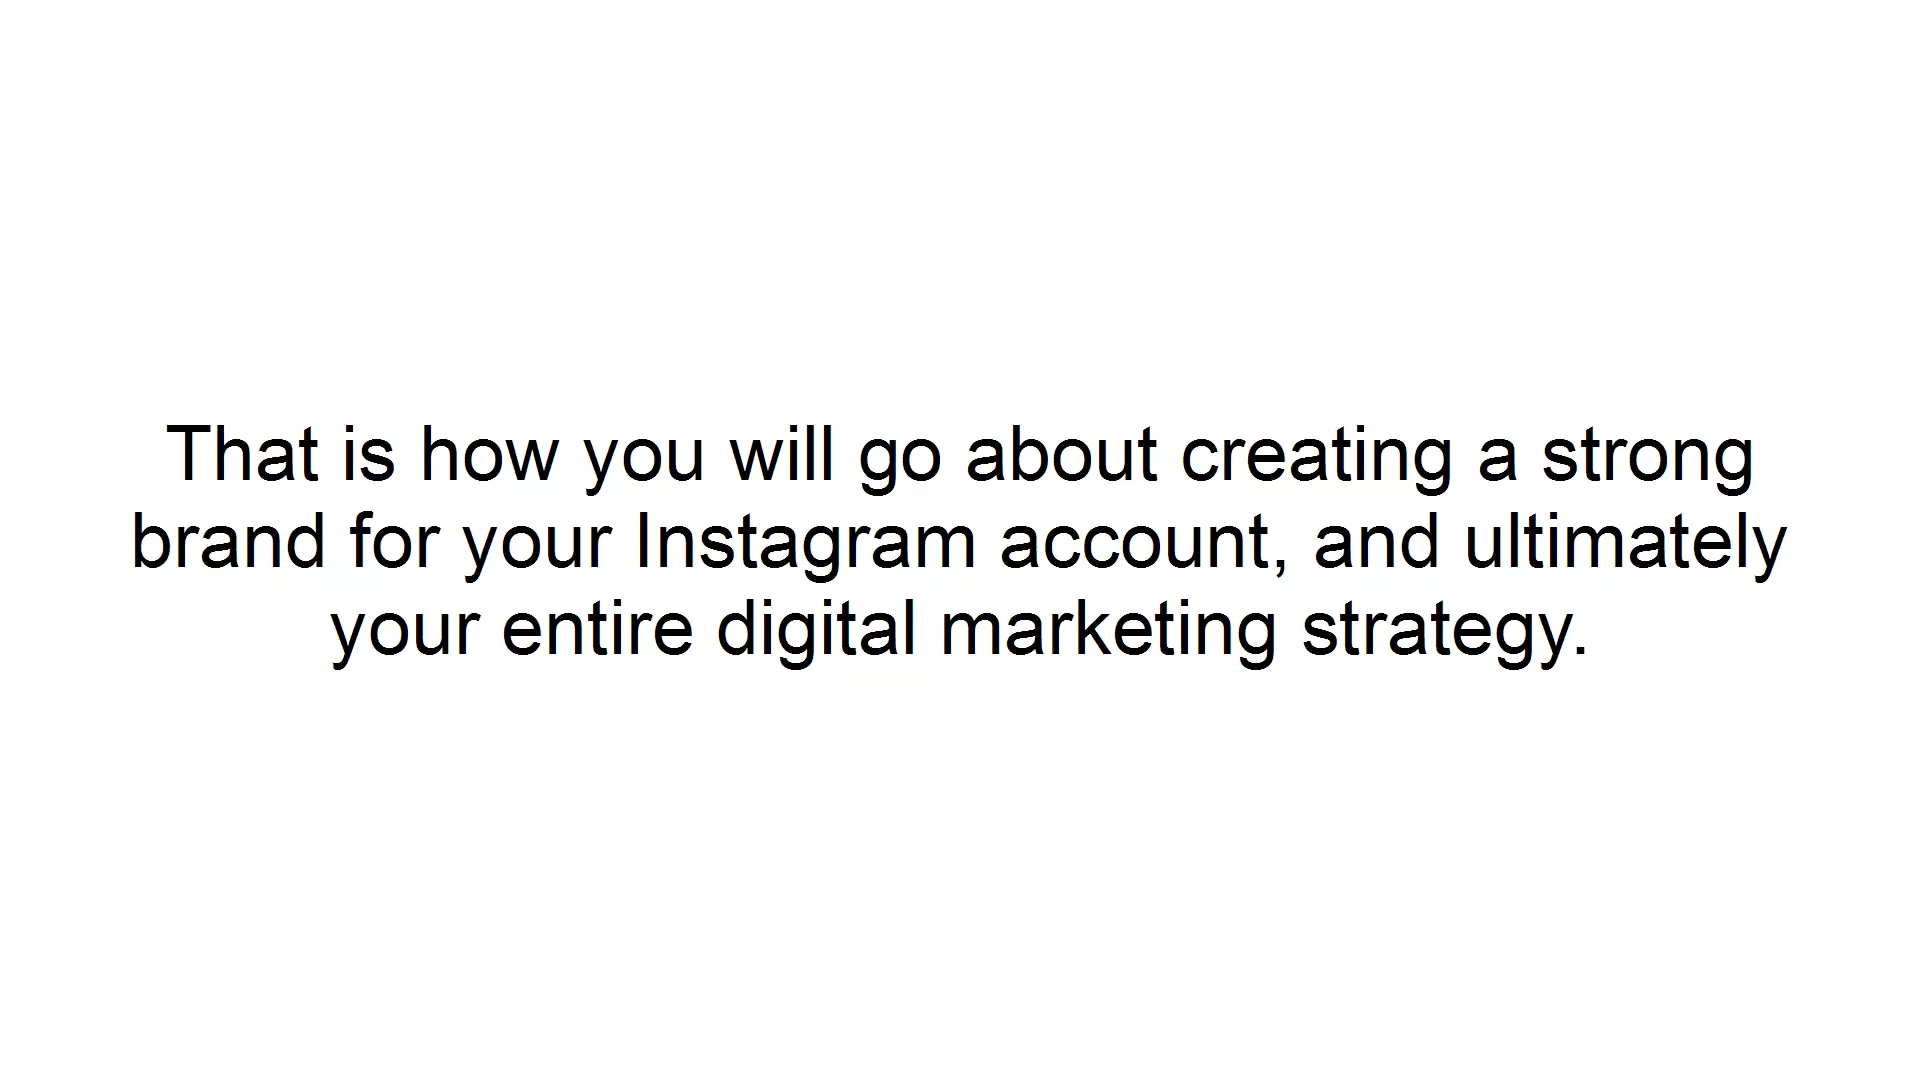 That is how you will go about creating a strong
brand for your Instagram account, and ultimately
your entire digital marketing strategy.